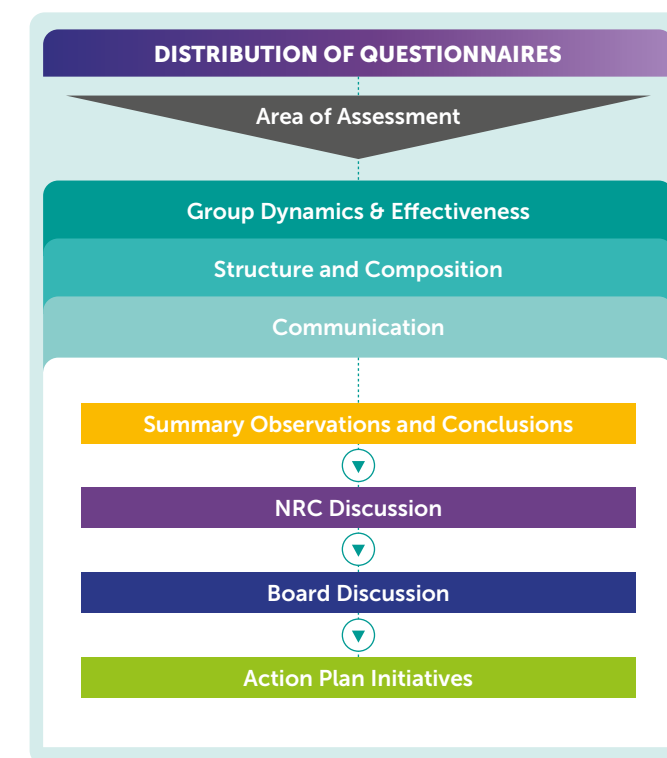 DISTRIBUTION OF QUESTIONNAIRES
Area of Assessment
Group Dynamics & Effectiveness
Structure and Composition
Communication
Summary Observations and Conclusions
NRC Discussion
Board Discussion
Action Plan Initiatives